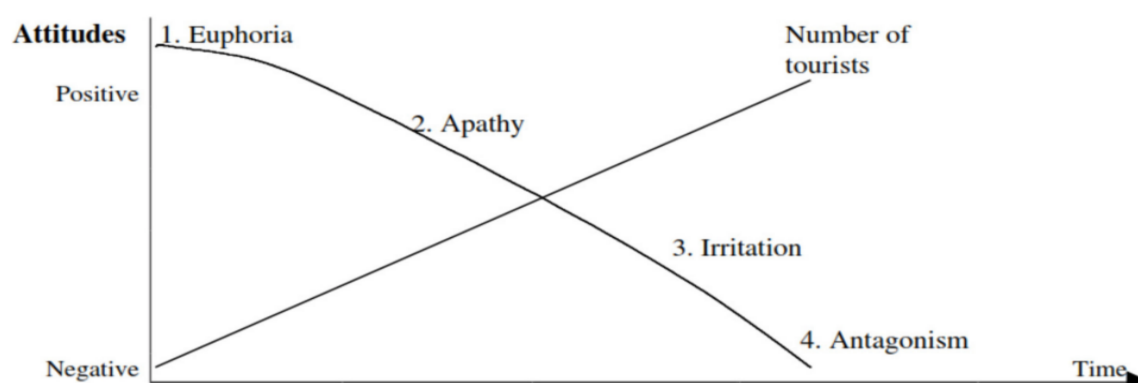 Attitudes
1. Euphoria
Number of
tourists
Positive
2. Apathy
3. Irritation
4. Antagonism
Negative
Time